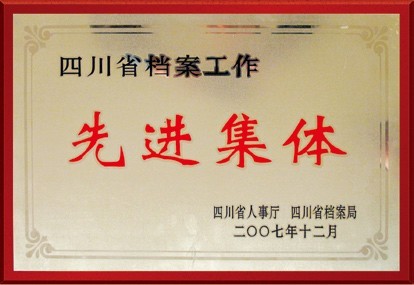 四川省档案工作
先进集体
四川省人事厅 四川省档案局
二〇〇七年十二月